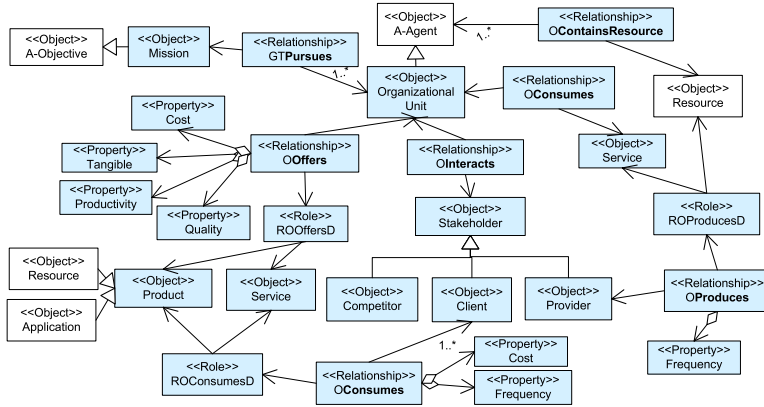 <<Object>>
A-Objective
<<Object>>
Mission
<<Relationship>>
GTPursues
1..*
<<Object>>
A-Agent
1..*
<<Relationship>>
OContainsResource
<<Object>>
Organizational
Unit
<<Relationship>>
OConsumes
<<Object>>
Resource
<<Property>>
Cost
<<Property>>
Tangible
<<Property>>
Productivity
<<Property>>
Quality
<<Relationship>>
OOffers
<<Relationship>>
OInteracts
<<Object>>
Service
<<Role>>
ROOffersD
<<Object>>
Stakeholder
<<Role>>
ROProducesD
<<Object>>
Resource
<<Object>>
Application
<<Object>>
Product
<<Object>>
Service
<<Object>>
Competitor
<<Object>>
Client
<<Object>>
Provider
<<Relationship>>
OProduces
1..*
<<Property>>
Cost
<<Property>>
Frequency
<<Role>>
ROConsumesD
<<Relationship>>
OConsumes
<<Property>>
Frequency